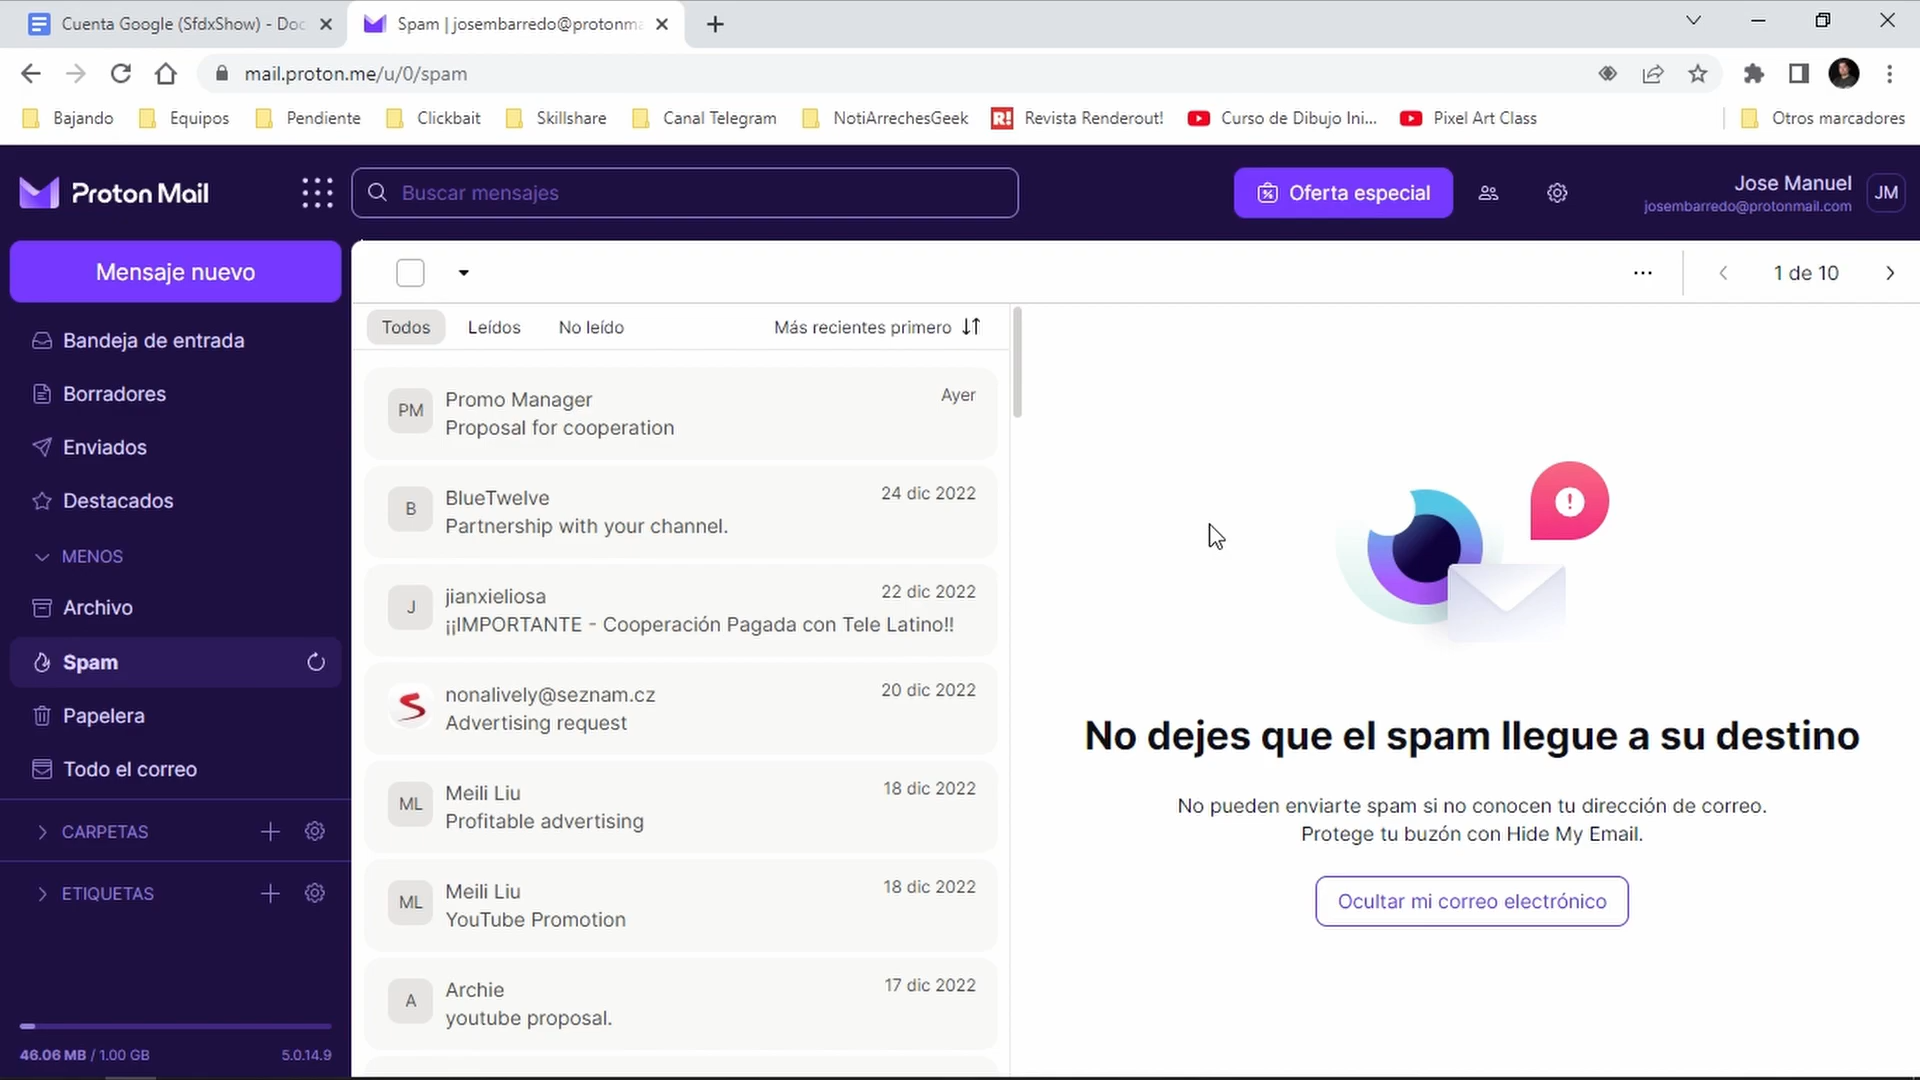 Cuenta Google (SfdxShow) - Doc
Spam | josembarredo@protonma
mail.proton.me/u/0/spam
Bajando
Equipos
Pendiente
Clickbait
Skillshare
Canal Telegram
NotiArrechesGeek
R!
Revista Renderout!
Curso de Dibujo Ini...
Pixel Art Class
Otros marcadores
Proton Mail
Buscar mensajes
Oferta especial
Jose Manuel
josembarredo@protonmail.com
JM
Mensaje nuevo
1 de 10
Bandeja de entrada
Borradores
Enviados
Destacados
MENOS
Archivo
Spam
Papelera
Todo el correo
CARPETAS
ETIQUETAS
46.06 MB / 1.00 GB
5.0.14.9
Todos
Leídos
No leído
Más recientes primero
PM
Promo Manager
Ayer
Proposal for cooperation
B
BlueTwelve
24 dic 2022
Partnership with your channel.
J
jianxieliosa
22 dic 2022
¡¡IMPORTANTE - Cooperación Pagada con Tele Latino!!
nonalively@seznam.cz
20 dic 2022
Advertising request
ML
Meili Liu
18 dic 2022
Profitable advertising
ML
Meili Liu
18 dic 2022
YouTube Promotion
A
Archie
17 dic 2022
youtube proposal.
No dejes que el spam llegue a su destino
No pueden enviarte spam si no conocen tu dirección de correo.
Protege tu buzón con Hide My Email.
Ocultar mi correo electrónico